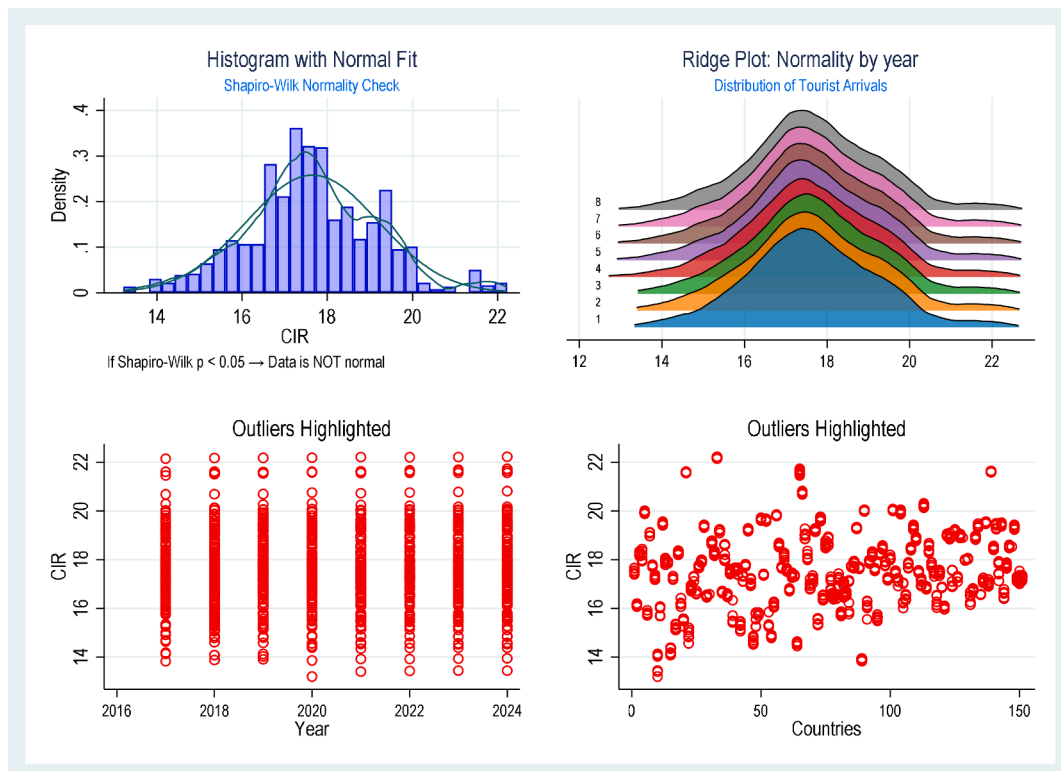 Histogram with Normal Fit
Shapiro-Wilk Normality Check
.4
.3
.2
.1
0
Density
14 16 18 20 22
CIR
If Shapiro-Wilk p < 0.05 → Data is NOT normal
Ridge Plot: Normality by year
Distribution of Tourist Arrivals
8
7
6
5
4
3
2
1
12 14 16 18 20 22
Outliers Highlighted
22
20
18
16
14
CIR
2016 2018 2020 2022 2024
Year
Outliers Highlighted
22
20
18
16
14
CIR
0 50 100 150
Countries